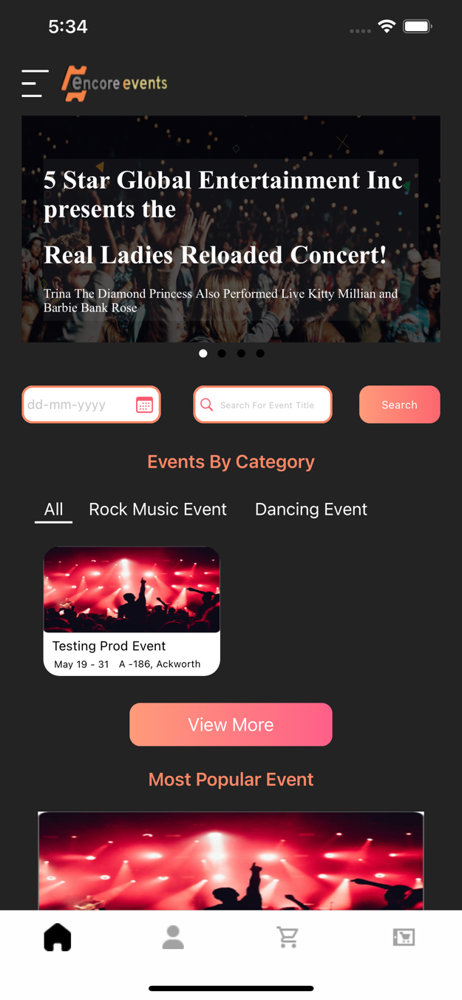 5:34
encore events
5 Star Global Entertainment Inc
presents the
Real Ladies Reloaded Concert!
Trina The Diamond Princess Also Performed Live Kitty Millian and
Barbie Bank Rose
dd-mm-yyyy
Search For Event Title
Search
Events By Category
All
Rock Music Event
Dancing Event
Testing Prod Event
May 19 - 31
A -186, Ackworth
View More
Most Popular Event